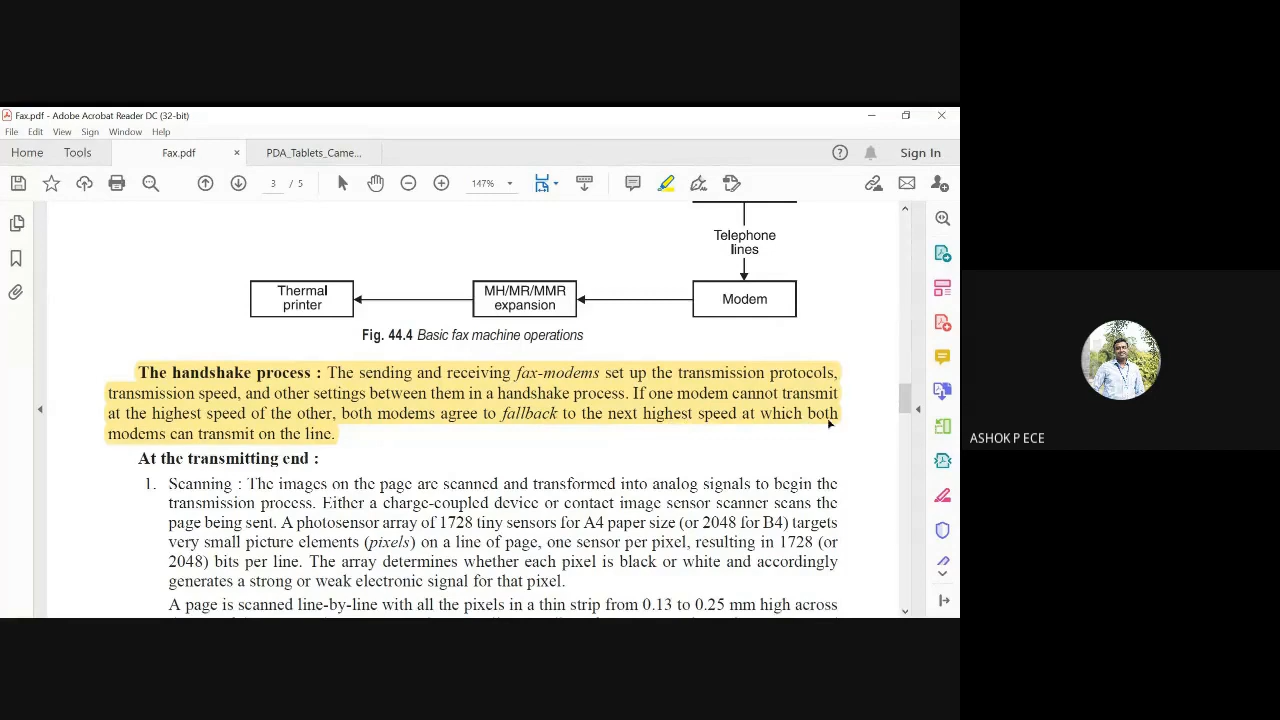 Fax.pdf - Adobe Acrobat Reader DC (32-bit)
File Edit View Sign Window Help
Home Tools Fax.pdf × PDA_Tablets_Came... Sign In
3 / 5 147%
Telephone
lines
Thermal
printer
MH/MR/MMR
expansion
Modem
Fig. 44.4 Basic fax machine operations
The handshake process : The sending and receiving fax-modems set up the transmission protocols,
transmission speed, and other settings between them in a handshake process. If one modem cannot transmit
at the highest speed of the other, both modems agree to fallback to the next highest speed at which both
modems can transmit on the line.
At the transmitting end :
1. Scanning : The images on the page are scanned and transformed into analog signals to begin the
transmission process. Either a charge-coupled device or contact image sensor scanner scans the
page being sent. A photosensor array of 1728 tiny sensors for A4 paper size (or 2048 for B4) targets
very small picture elements (pixels) on a line of page, one sensor per pixel, resulting in 1728 (or
2048) bits per line. The array determines whether each pixel is black or white and accordingly
generates a strong or weak electronic signal for that pixel.
A page is scanned line-by-line with all the pixels in a thin strip from 0.13 to 0.25 mm high across
ASHOK P ECE